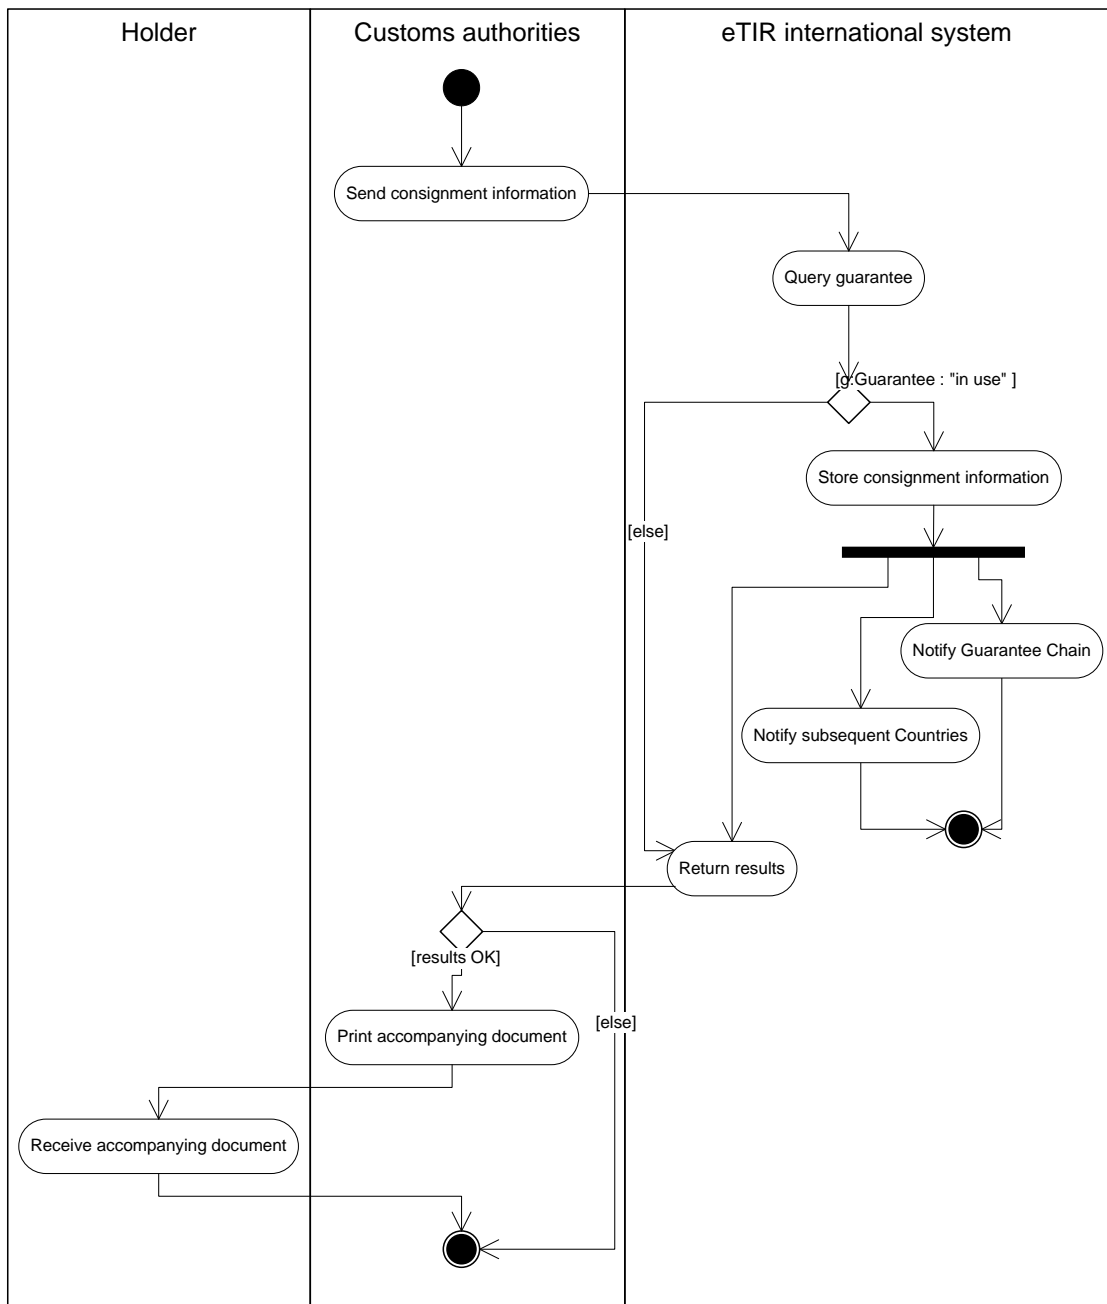 Holder
Customs authorities
eTIR international system
Send consignment information
Query guarantee
[g:Guarantee : "in use" ]
Store consignment information
[else]
Notify Guarantee Chain
Notify subsequent Countries
Return results
[results OK]
[else]
Print accompanying document
Receive accompanying document